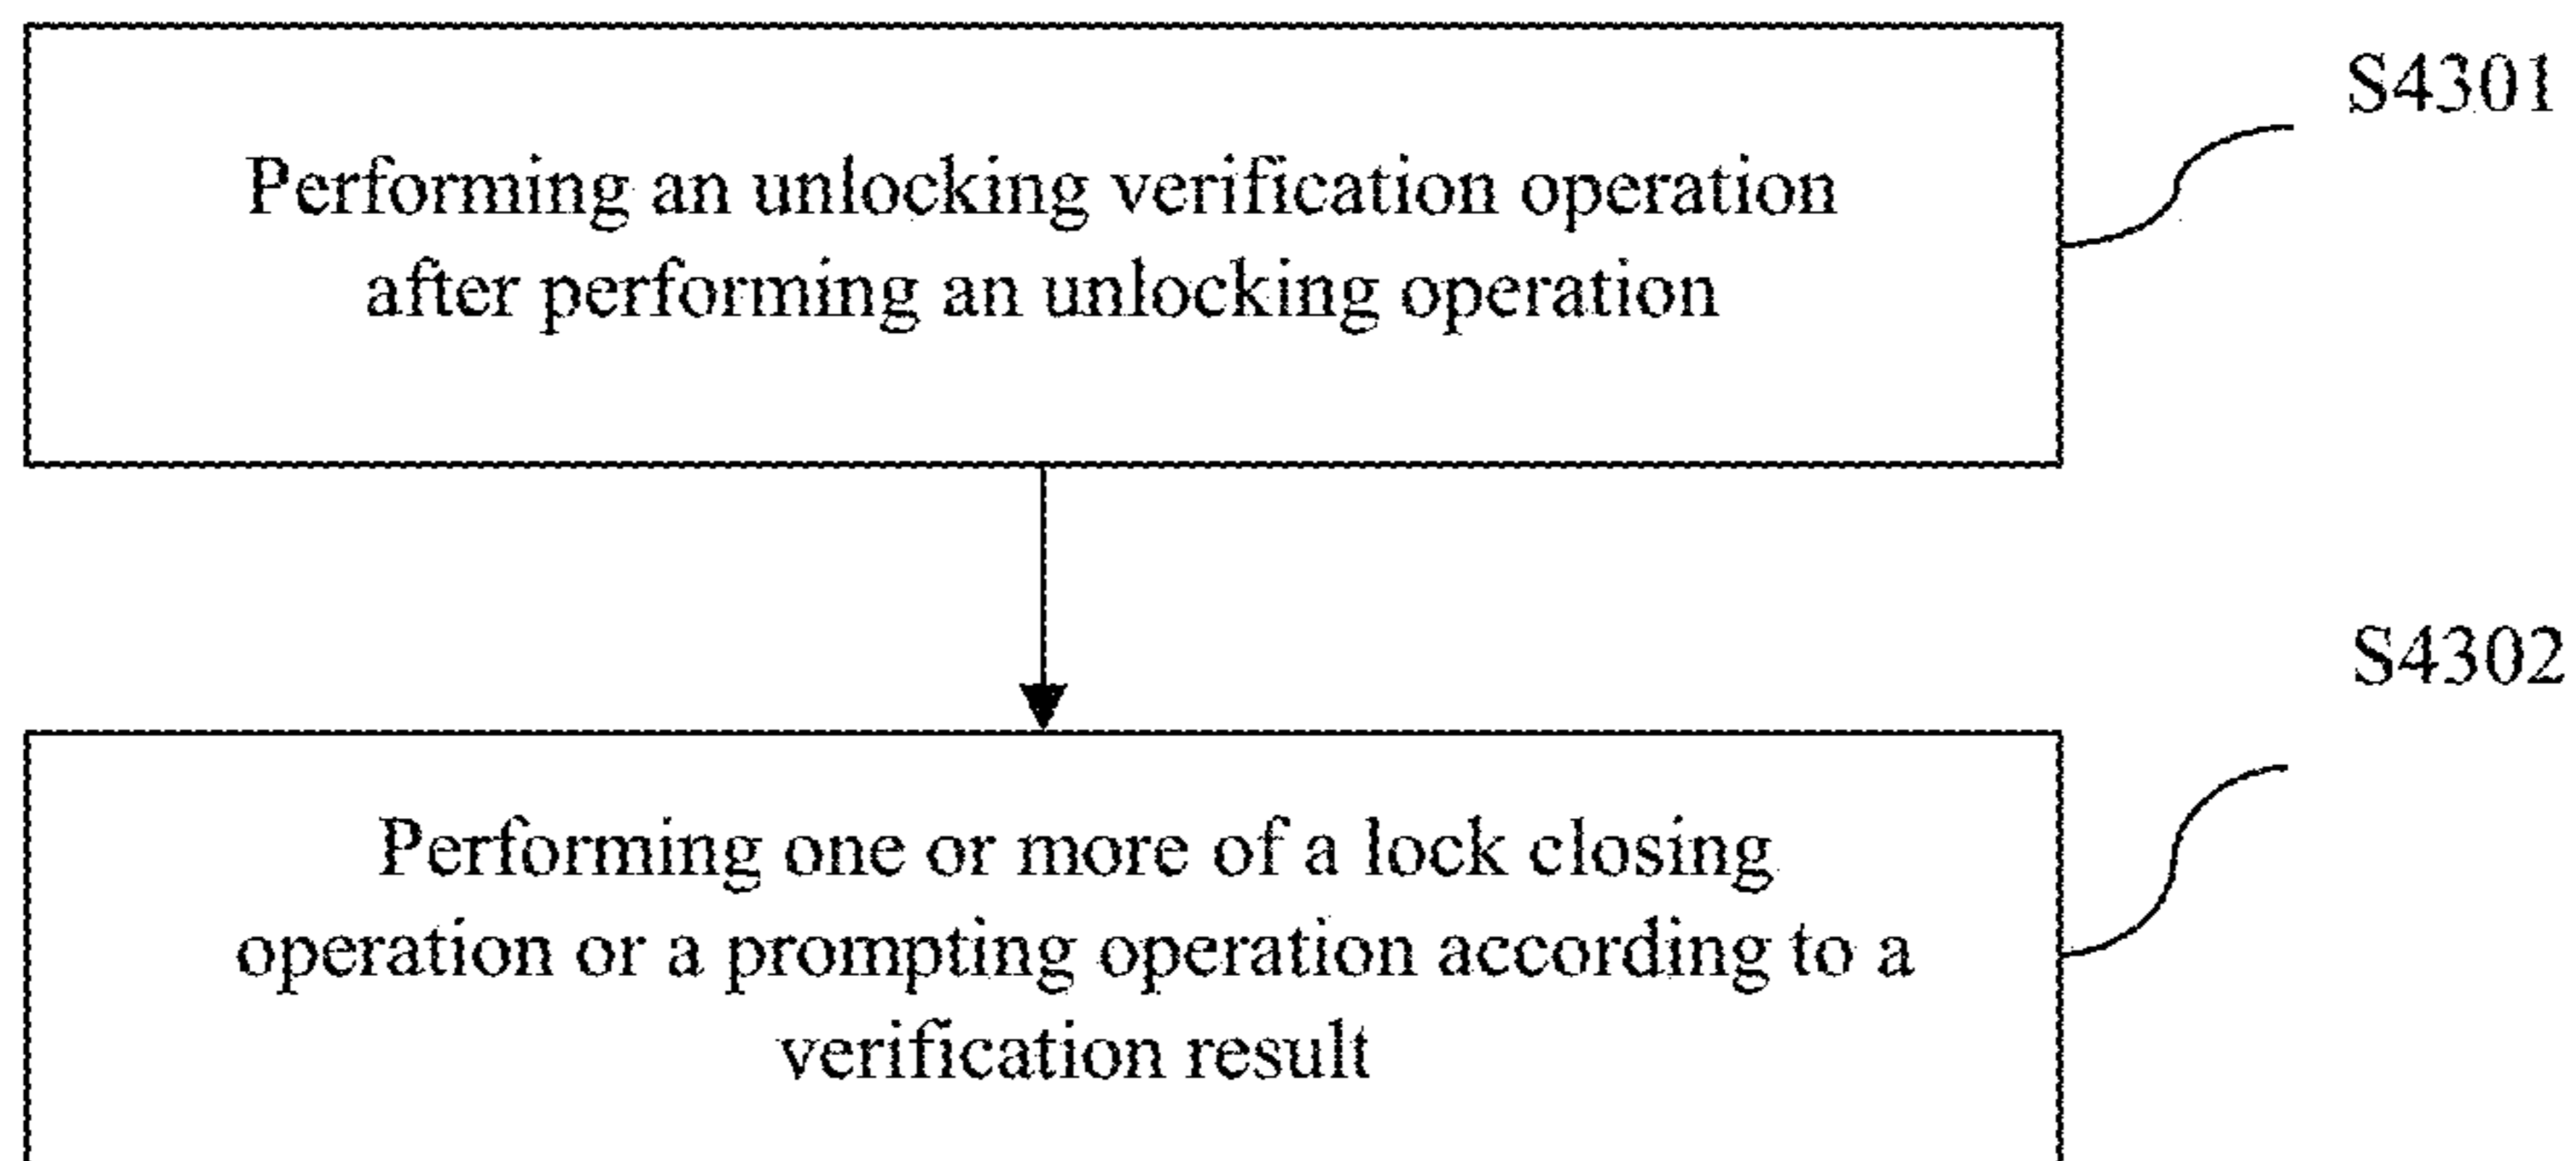 S4301
Performing an unlocking verification operation
after performing an unlocking operation
S4302
Performing one or more of a lock closing
operation or a prompting operation according to a
verification result